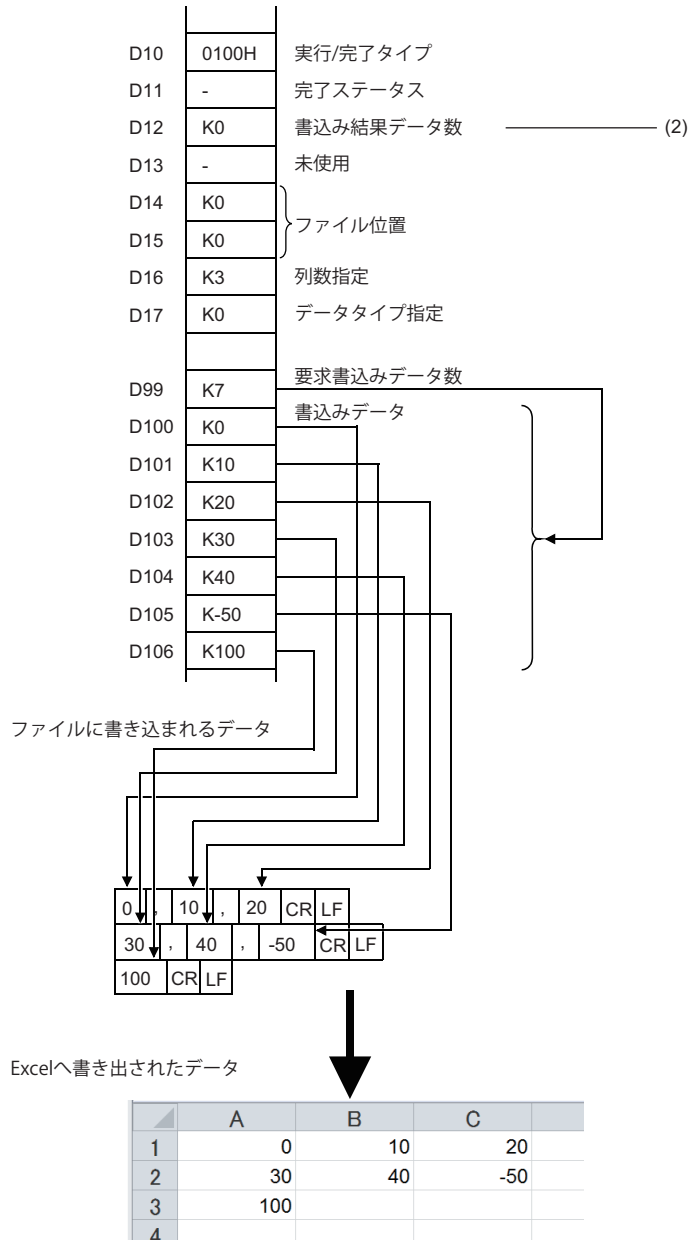 D10 0100H 実行/完了タイプ
D11 - 完了ステータス
D12 K0 書込み結果データ数 (2)
D13 - 未使用
D14 K0
ファイル位置
D15 K0
D16 K3 列数指定
D17 K0 データタイプ指定
要求書込みデータ数
D99 K7
書込みデータ
D100 K0
D101 K10
D102 K20
D103 K30
D104 K40
D105 K-50
D106 K100
ファイルに書き込まれるデータ
0 , 10 , 20 CR LF
30 , 40 , -50 CR LF
100 CR LF
Excelへ書き出されたデータ
A B C
1 0 10 20
2 30 40 -50
3 100
4